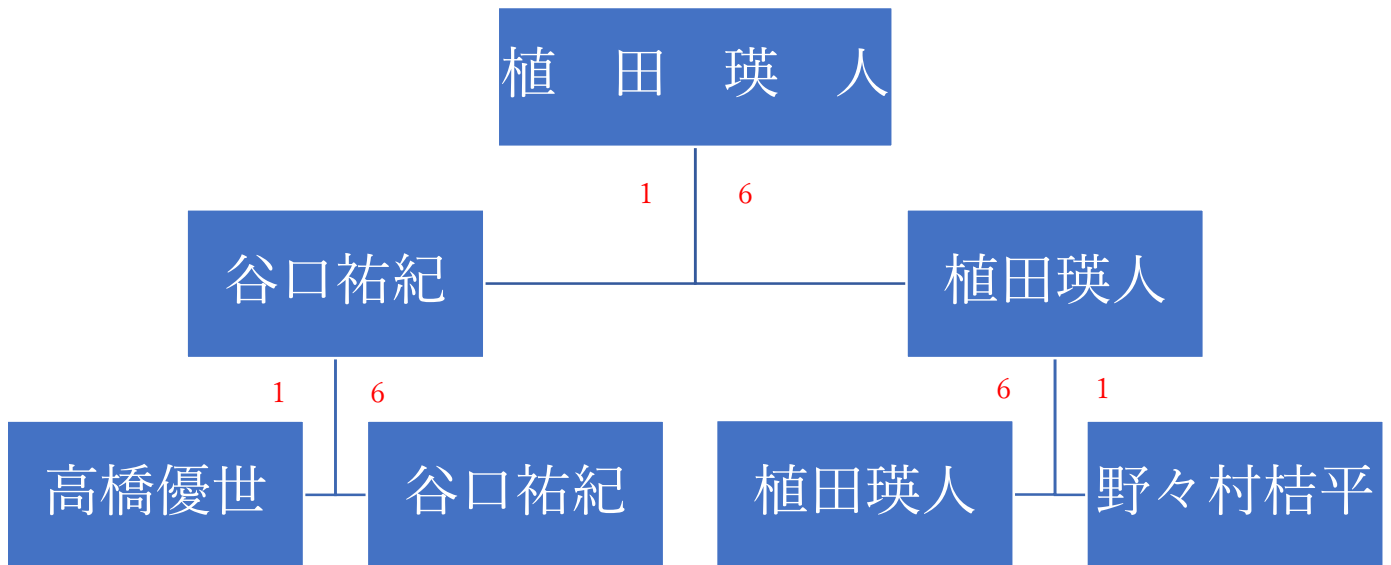 植　田　瑛　人
1 6
谷口祐紀 植田瑛人
1 6 6 1
高橋優世 谷口祐紀 植田瑛人 野々村桔平